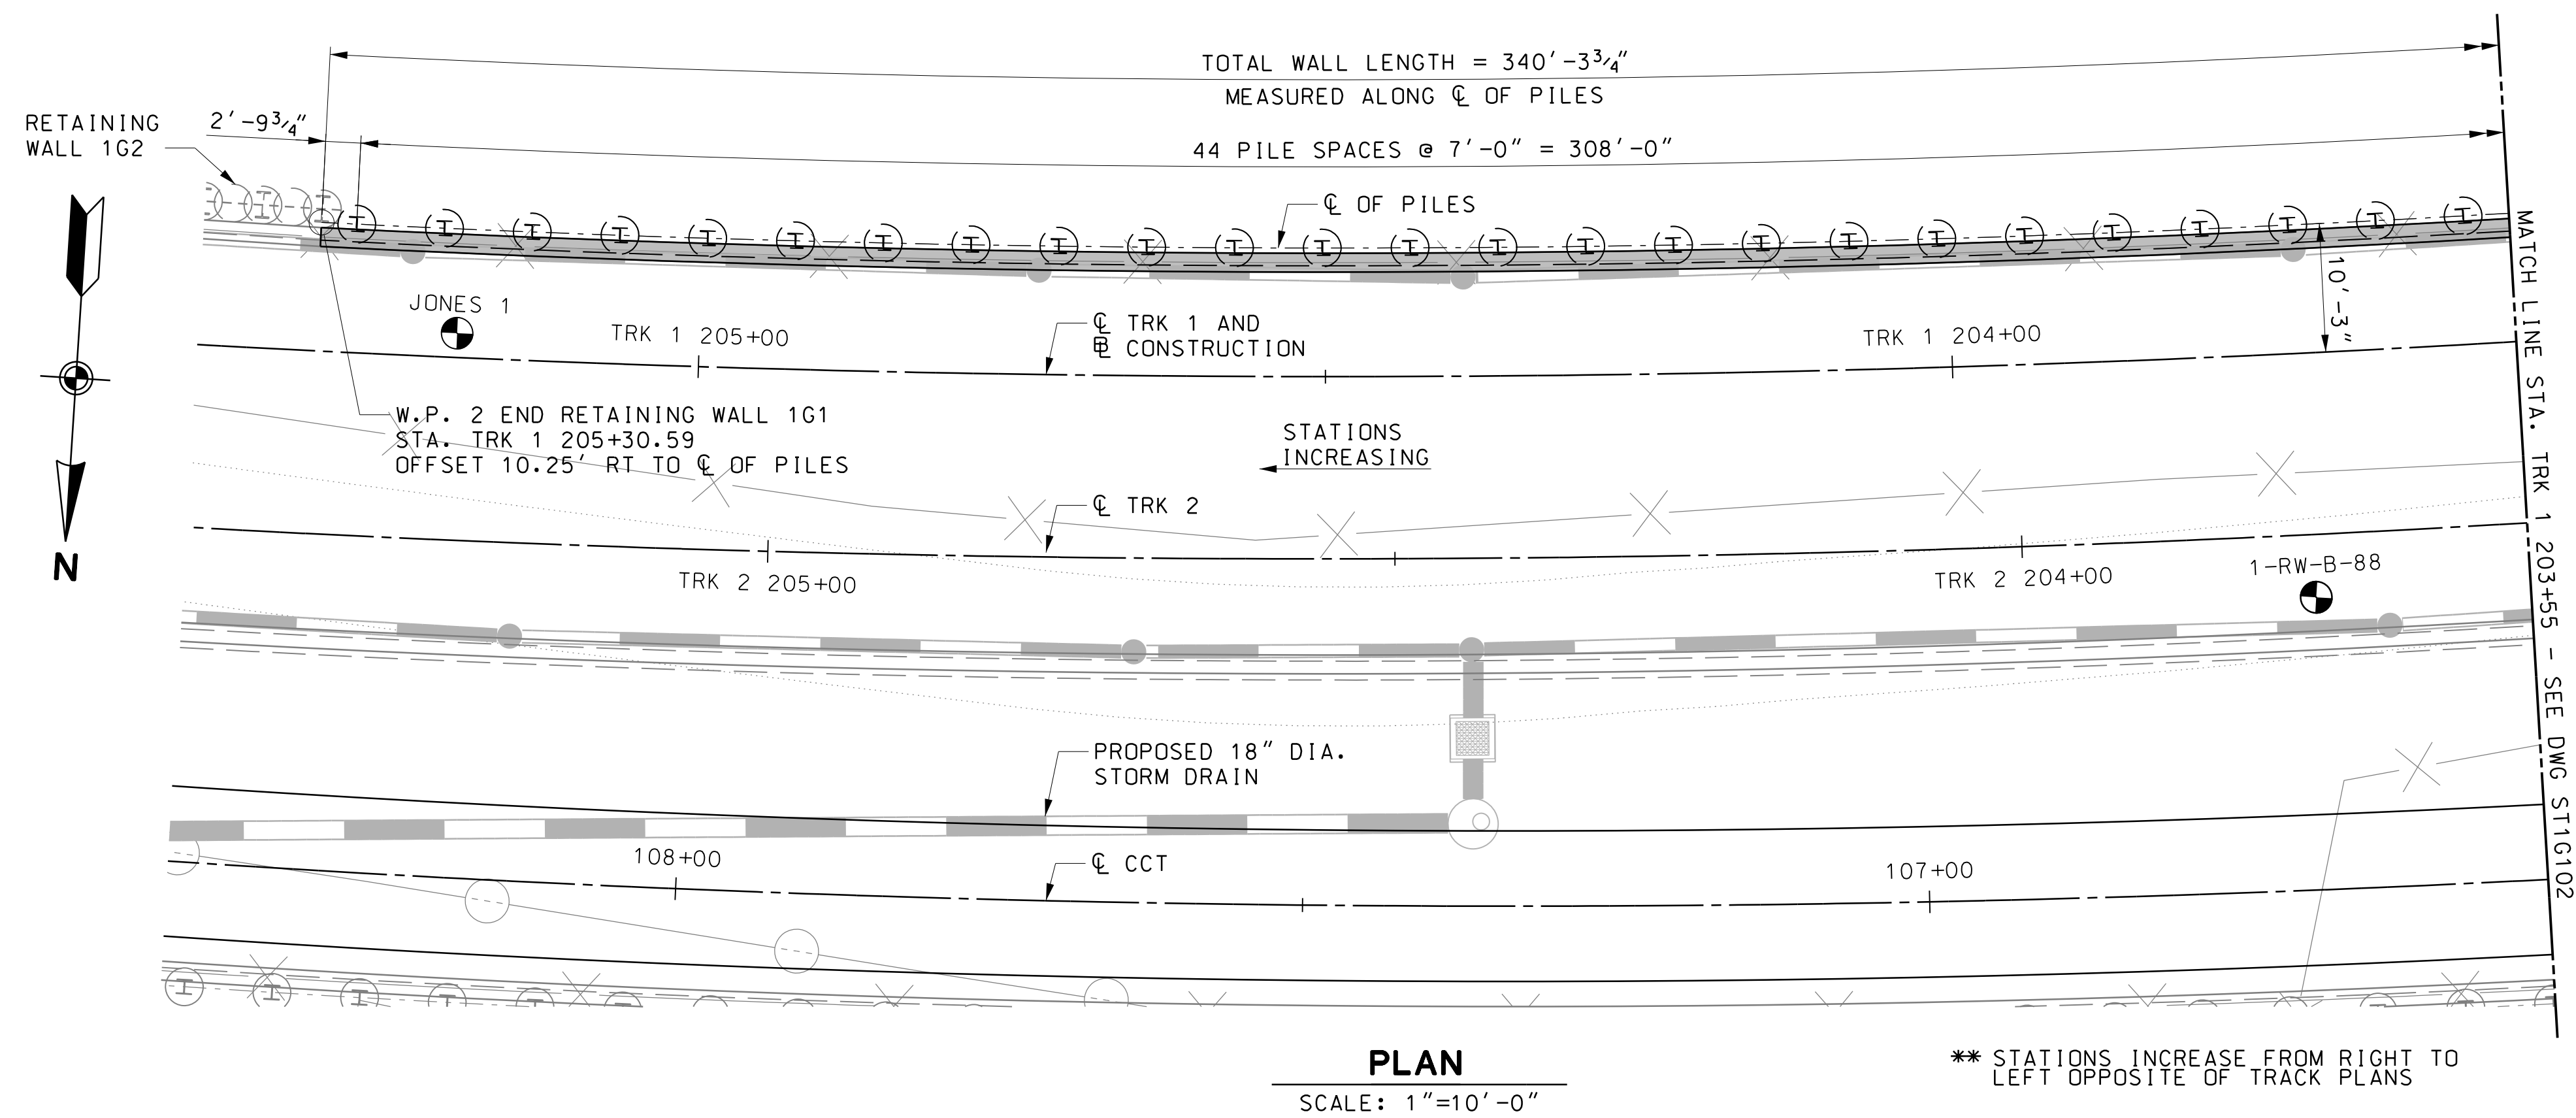 TOTAL WALL LENGTH = 340'-3¾"
MEASURED ALONG ℄ OF PILES
RETAINING
WALL 1G2
2'-9¾"
44 PILE SPACES @ 7'-0" = 308'-0"
℄ OF PILES
JONES 1
TRK 1 205+00
℄ TRK 1 AND
BL CONSTRUCTION
TRK 1 204+00
10'-3"
W.P. 2 END RETAINING WALL 1G1
STA. TRK 1 205+30.59
OFFSET 10.25' RT TO ℄ OF PILES
STATIONS
INCREASING
℄ TRK 2
N
TRK 2 205+00
TRK 2 204+00
1-RW-B-88
MATCH LINE STA. TRK 1 203+55 - SEE DWG ST1G102
PROPOSED 18" DIA.
STORM DRAIN
108+00
℄ CCT
107+00
PLAN
SCALE: 1"=10'-0"
** STATIONS INCREASE FROM RIGHT TO
LEFT OPPOSITE OF TRACK PLANS